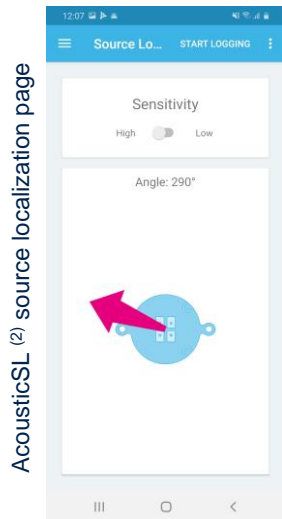 AcousticSL (2) source localization page
12:07
Source Lo... START LOGGING
Sensitivity
High Low
Angle: 290°